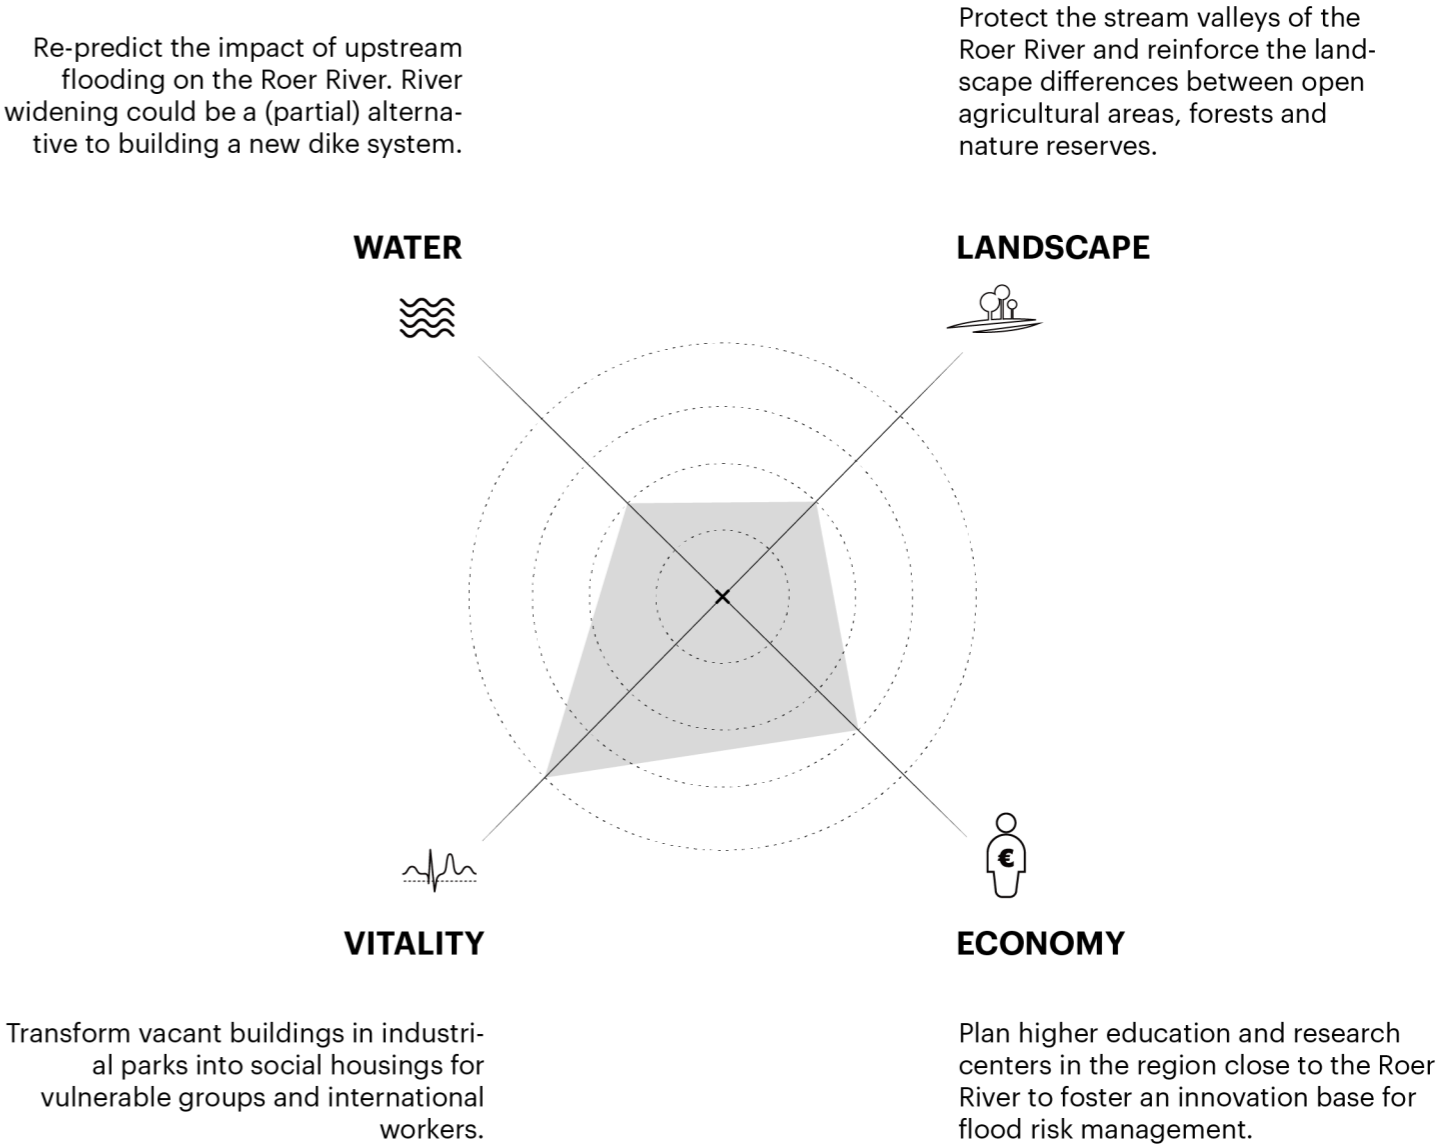 Re-predict the impact of upstream
flooding on the Roer River. River
widening could be a (partial) alterna-
tive to building a new dike system.
WATER
Protect the stream valleys of the
Roer River and reinforce the land-
scape differences between open
agricultural areas, forests and
nature reserves.
LANDSCAPE
€
VITALITY
Transform vacant buildings in industri-
al parks into social housings for
vulnerable groups and international
workers.
ECONOMY
Plan higher education and research
centers in the region close to the Roer
River to foster an innovation base for
flood risk management.